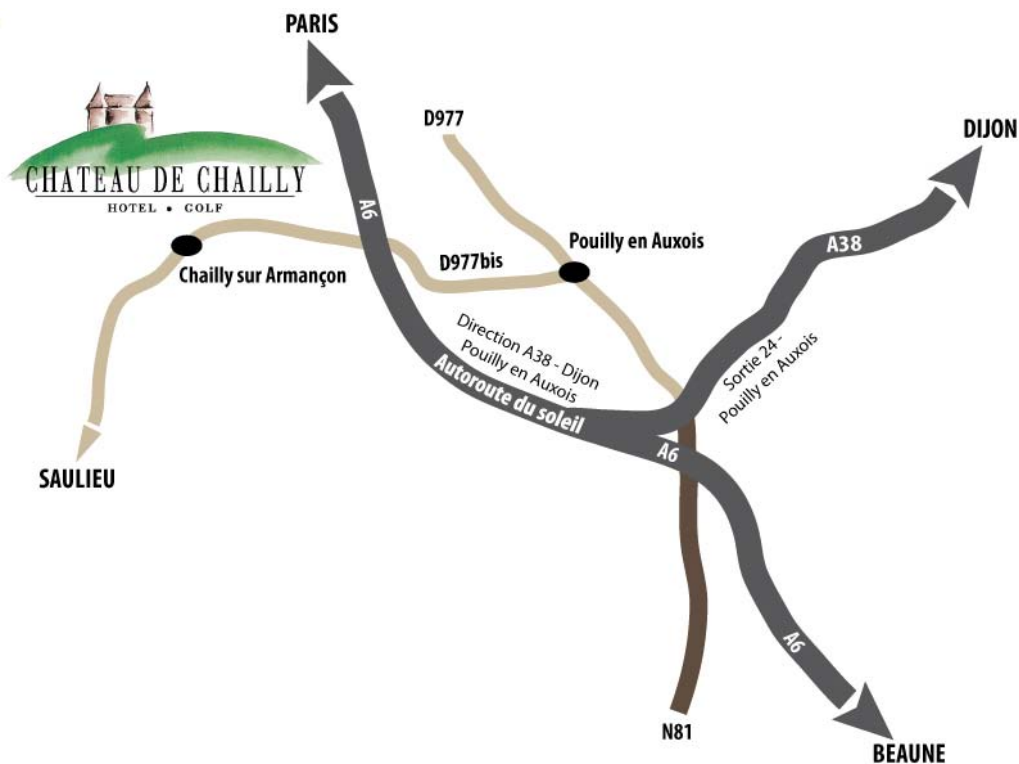 PARIS
D977
DIJON
CHATEAU DE CHAILLY
HOTEL • GOLF
A6
A38
Pouilly en Auxois
D977bis
Chailly sur Armançon
Direction A38 - Dijon
Pouilly en Auxois
Sortie 24 -
Pouilly en Auxois
Autoroute du soleil
A6
SAULIEU
A6
N81
BEAUNE